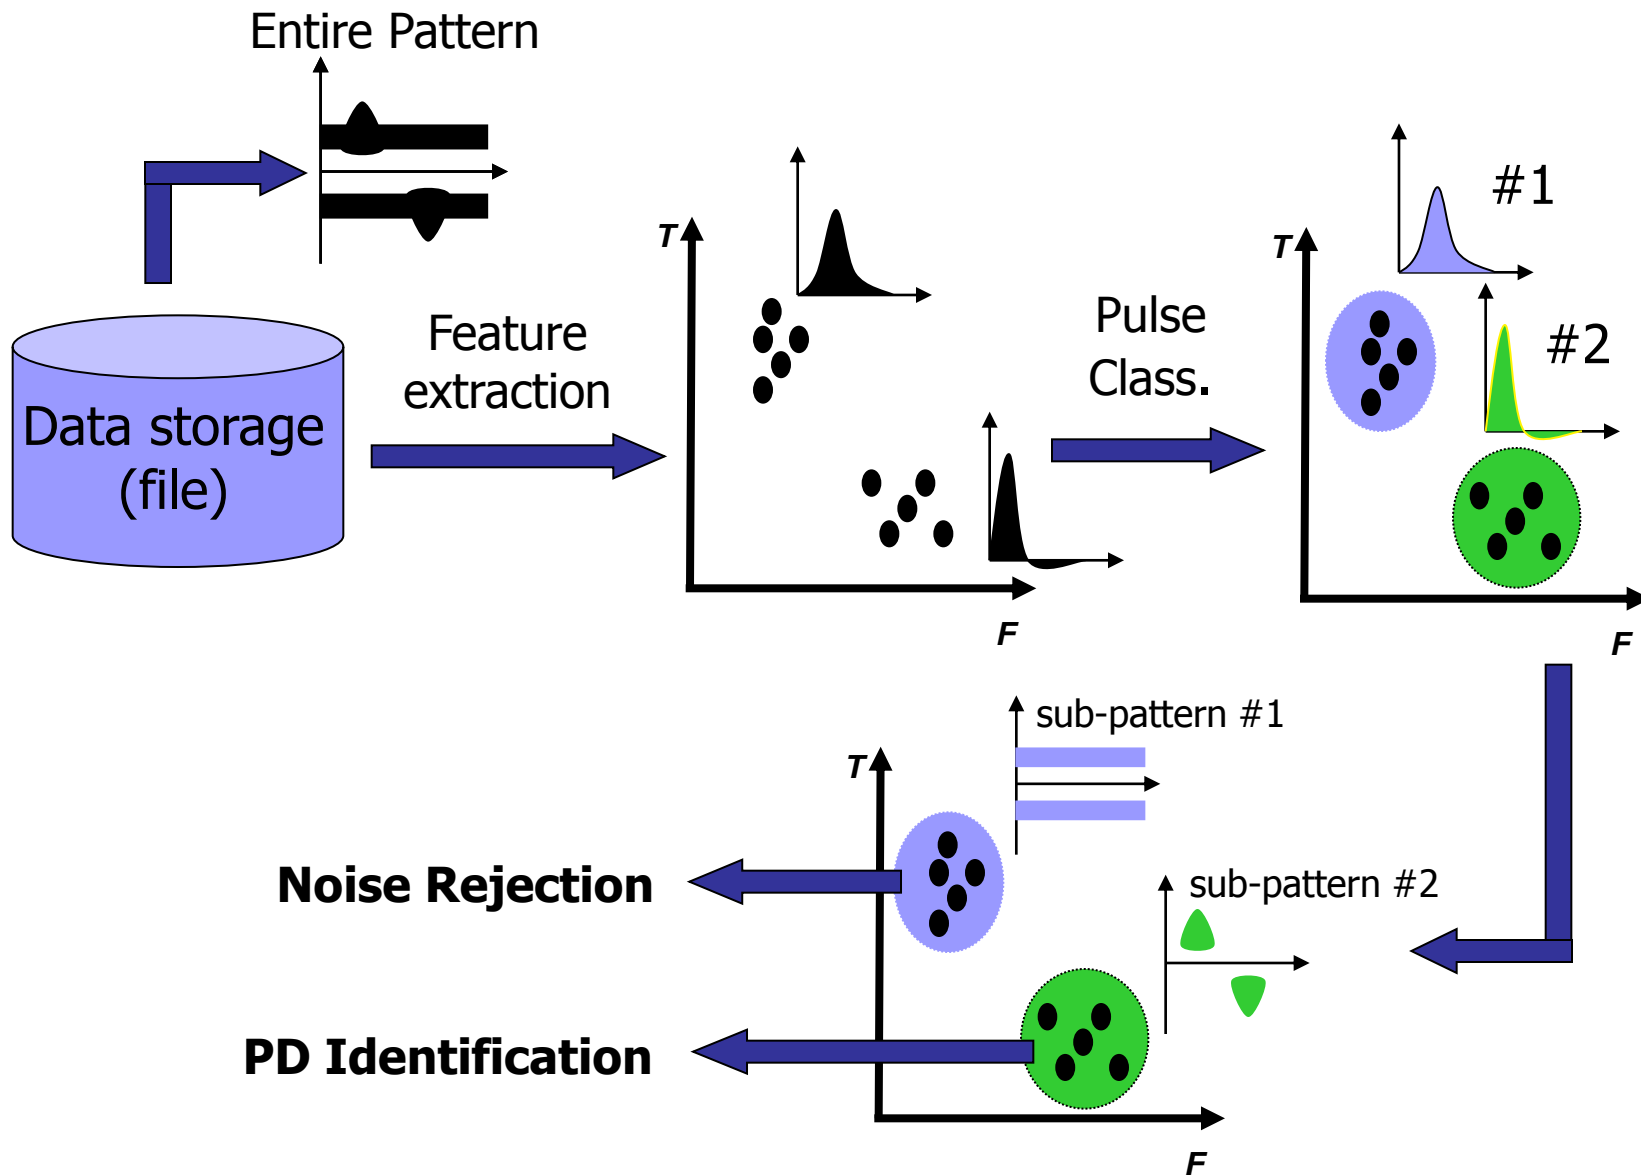 Entire Pattern
Data storage
(file)
Feature
extraction
T
F
Pulse
Class.
T
#1
#2
F
sub-pattern #1
T
sub-pattern #2
F
Noise Rejection
PD Identification